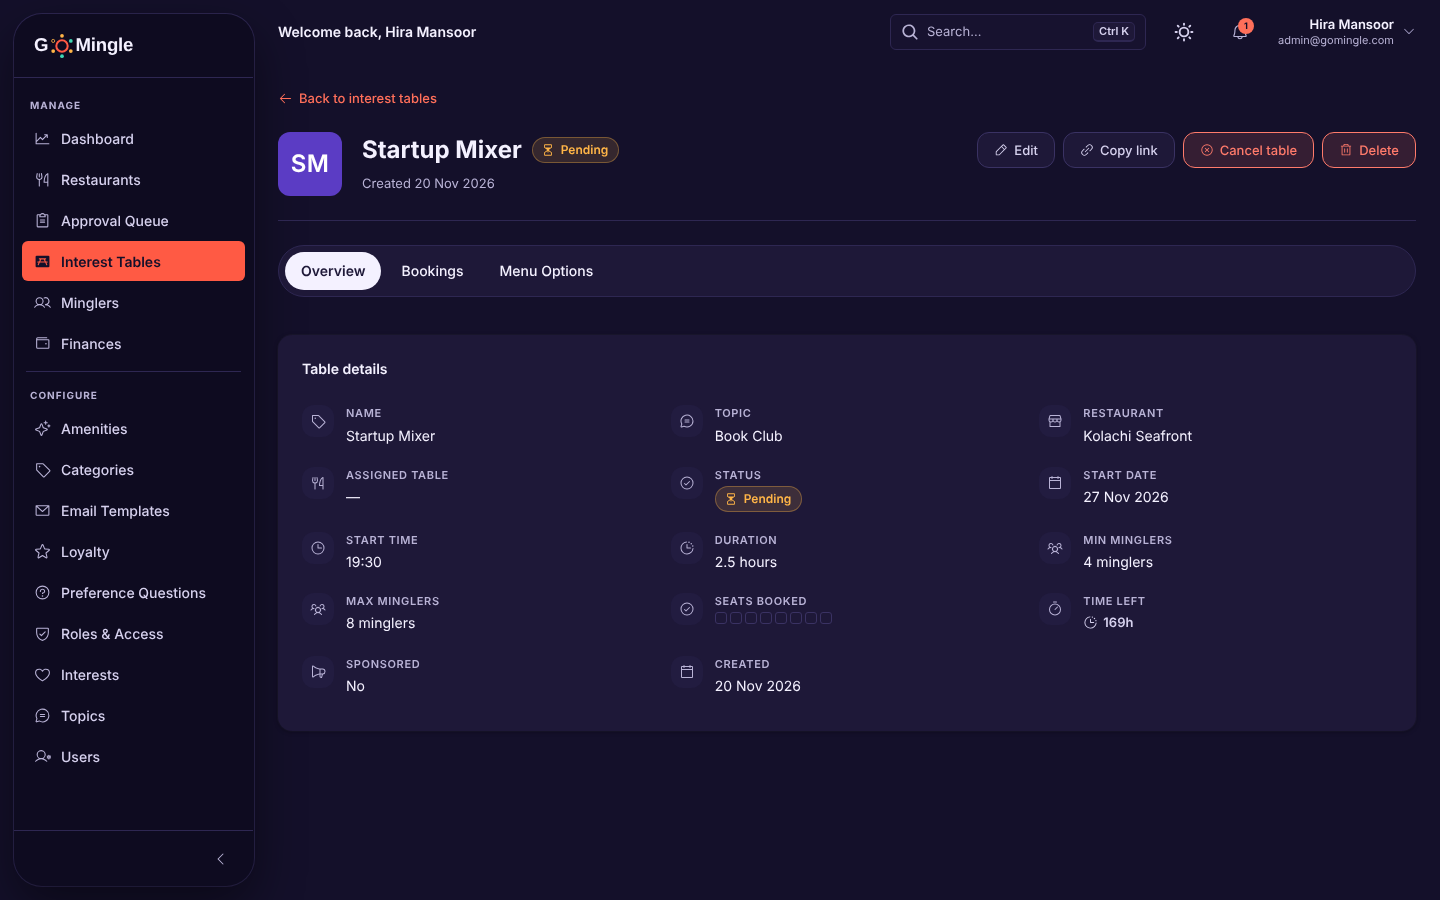 G Mingle
Welcome back, Hira Mansoor
Search...
Ctrl K
1
Hira Mansoor
admin@gomingle.com
MANAGE
Dashboard
Restaurants
Approval Queue
Interest Tables
Minglers
Finances
CONFIGURE
Amenities
Categories
Email Templates
Loyalty
Preference Questions
Roles & Access
Interests
Topics
Users
Back to interest tables
SM
Startup Mixer
Pending
Created 20 Nov 2026
Edit
Copy link
Cancel table
Delete
Overview
Bookings
Menu Options
Table details
NAME
Startup Mixer
TOPIC
Book Club
RESTAURANT
Kolachi Seafront
ASSIGNED TABLE
—
STATUS
Pending
START DATE
27 Nov 2026
START TIME
19:30
DURATION
2.5 hours
MIN MINGLERS
4 minglers
MAX MINGLERS
8 minglers
SEATS BOOKED
TIME LEFT
169h
SPONSORED
No
CREATED
20 Nov 2026